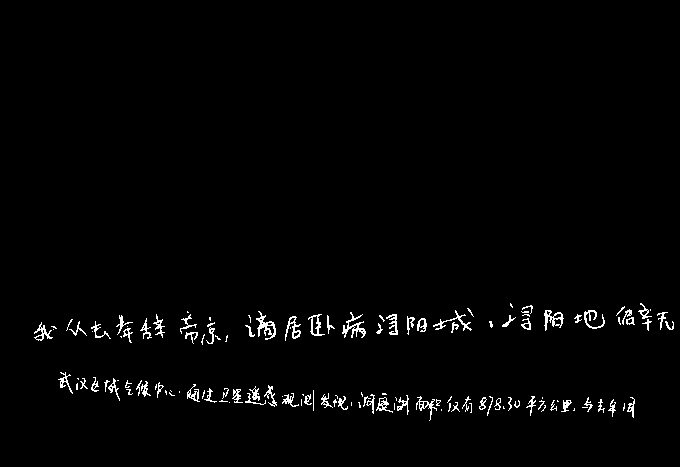 我从去年辞帝京，谪居卧病浔阳城，浔阳地僻辛无
武汉区域气候中心通过卫星遥感观测发现，洞庭湖面积仅有878.30平方公里，与去年同